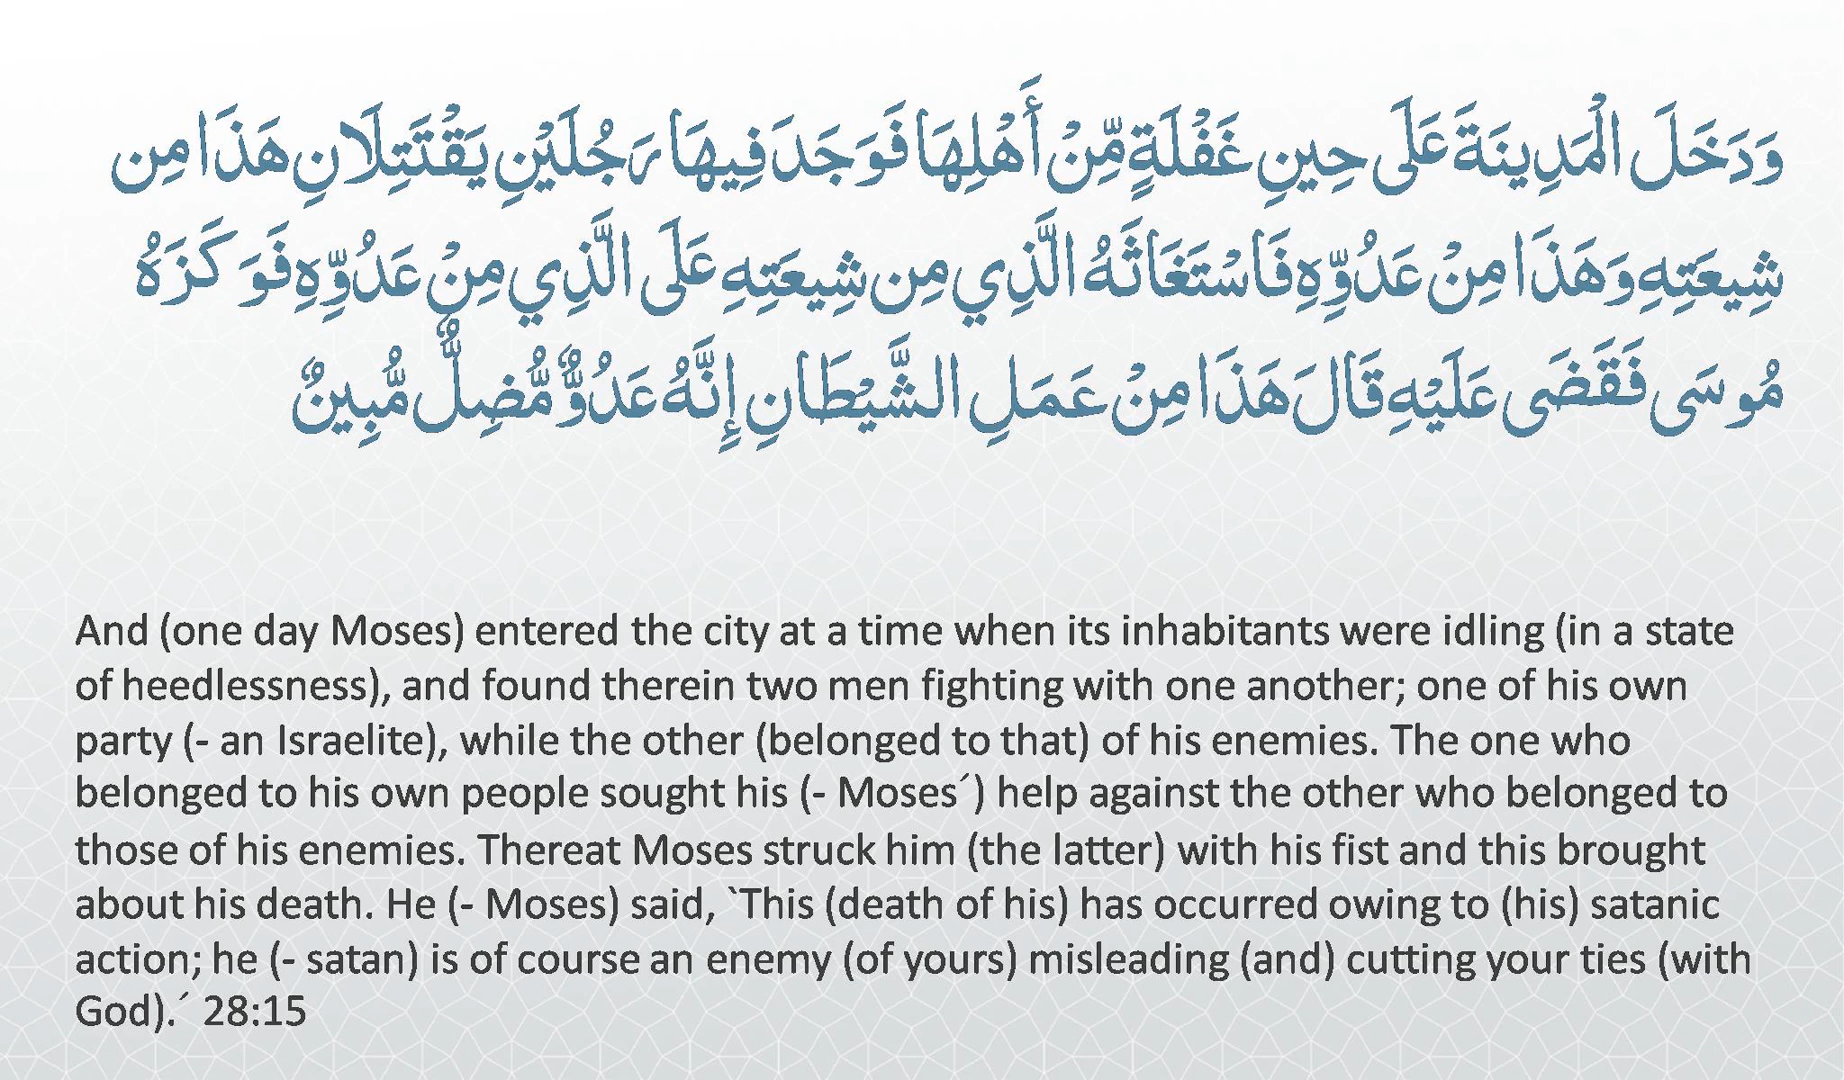 وَدَخَلَ الْمَدِينَةَ عَلَى حِينِ غَفْلَةٍ مِّنْ أَهْلِهَا فَوَجَدَ فِيهَا رَجُلَيْنِ يَقْتَتِلَانِ هَذَا مِن
شِيعَتِهِ وَهَذَا مِنْ عَدُوِّهِ فَاسْتَغَاثَهُ الَّذِي مِن شِيعَتِهِ عَلَى الَّذِي مِنْ عَدُوِّهِ فَوَكَزَهُ
مُوسَى فَقَضَى عَلَيْهِ قَالَ هَذَا مِنْ عَمَلِ الشَّيْطَانِ إِنَّهُ عَدُوٌّ مُّضِلٌّ مُّبِينٌ
And (one day Moses) entered the city at a time when its inhabitants were idling (in a state
of heedlessness), and found therein two men fighting with one another; one of his own
party (- an Israelite), while the other (belonged to that) of his enemies. The one who
belonged to his own people sought his (- Moses´) help against the other who belonged to
those of his enemies. Thereat Moses struck him (the latter) with his fist and this brought
about his death. He (- Moses) said, `This (death of his) has occurred owing to (his) satanic
action; he (- satan) is of course an enemy (of yours) misleading (and) cutting your ties (with
God).´ 28:15